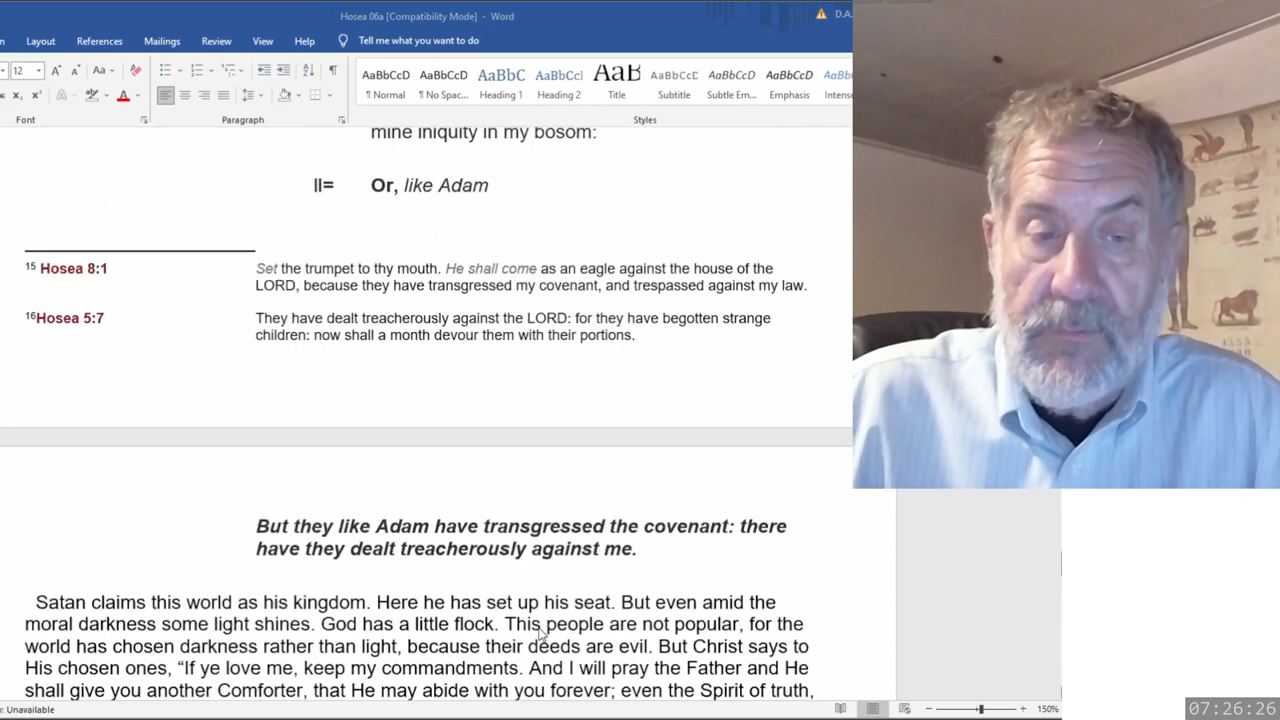 Hosea 06a [Compatibility Mode] - Word
D.A.
n Layout References Mailings Review View Help Tell me what you want to do
12 Aa
AaBbCcD AaBbCcD AaBbC AaBbCcI AaB AaBbCcD AaBbCcD AaBbCcD AaBb
¶ Normal ¶ No Spac... Heading 1 Heading 2 Title Subtitle Subtle Em... Emphasis Intens
Font Paragraph Styles
mine iniquity in my bosom:
ll= Or, like Adam
15 Hosea 8:1 Set the trumpet to thy mouth. He shall come as an eagle against the house of the
LORD, because they have transgressed my covenant, and trespassed against my law.
16Hosea 5:7 They have dealt treacherously against the LORD: for they have begotten strange
children: now shall a month devour them with their portions.
But they like Adam have transgressed the covenant: there
have they dealt treacherously against me.
Satan claims this world as his kingdom. Here he has set up his seat. But even amid the
moral darkness some light shines. God has a little flock. This people are not popular, for the
world has chosen darkness rather than light, because their deeds are evil. But Christ says to
His chosen ones, “If ye love me, keep my commandments. And I will pray the Father and He
shall give you another Comforter, that He may abide with you forever; even the Spirit of truth,
: Unavailable
150%
07:26:26